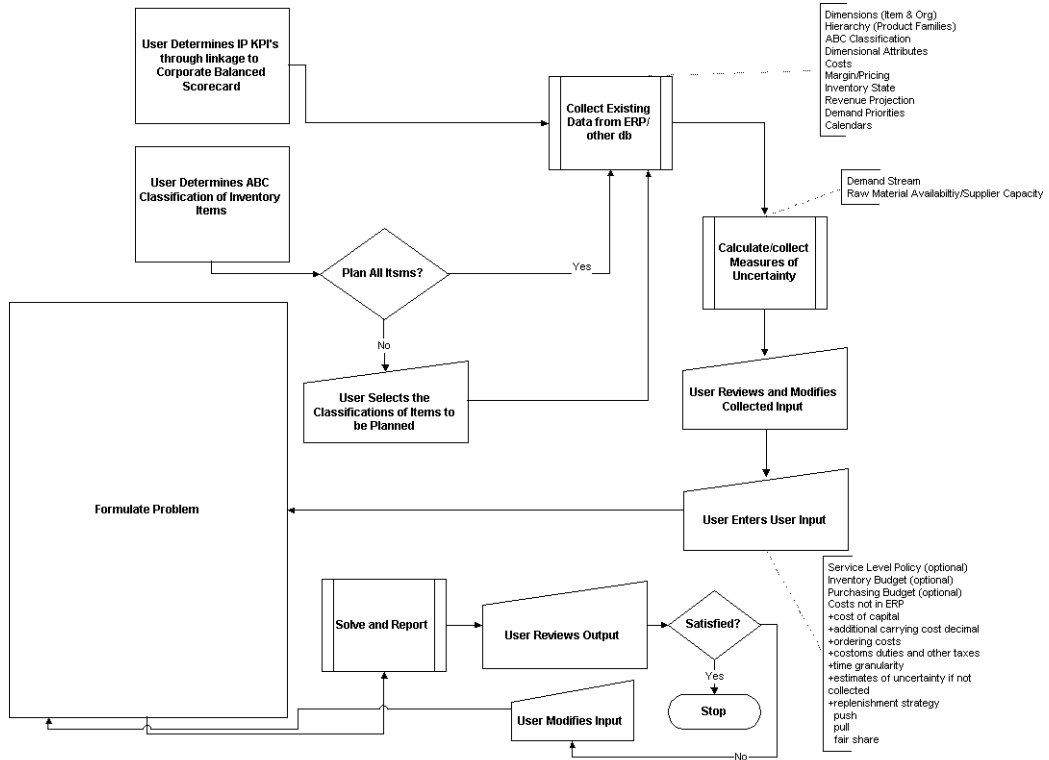 User Determines IP KPI's
through linkage to
Corporate Balanced
Scorecard
Dimensions (Item & Org)
Hierarchy (Product Families)
ABC Classification
Dimensional Attributes
Costs
Margin/Pricing
Inventory State
Revenue Projection
Demand Priorities
Calendars
Collect Existing
Data from ERP/
other db
User Determines ABC
Classification of Inventory
Items
Demand Stream
Raw Material Availabiltiy/Supplier Capacity
Plan All Itsms?
Yes
Calculate/collect
Measures of
Uncertainty
No
User Selects the
Classifications of Items to
be Planned
User Reviews and Modifies
Collected Input
Formulate Problem
User Enters User Input
Service Level Policy (optional)
Inventory Budget (optional)
Purchasing Budget (optional)
Costs not in ERP
+cost of capital
+additional carrying cost decimal
+ordering costs
+costoms duties and other taxes
+time granularity
+estimates of uncertainty if not
collected
+replenishment strategy
push
pull
fair share
Solve and Report
User Reviews Output
Satisfied?
Yes
Stop
User Modifies Input
No